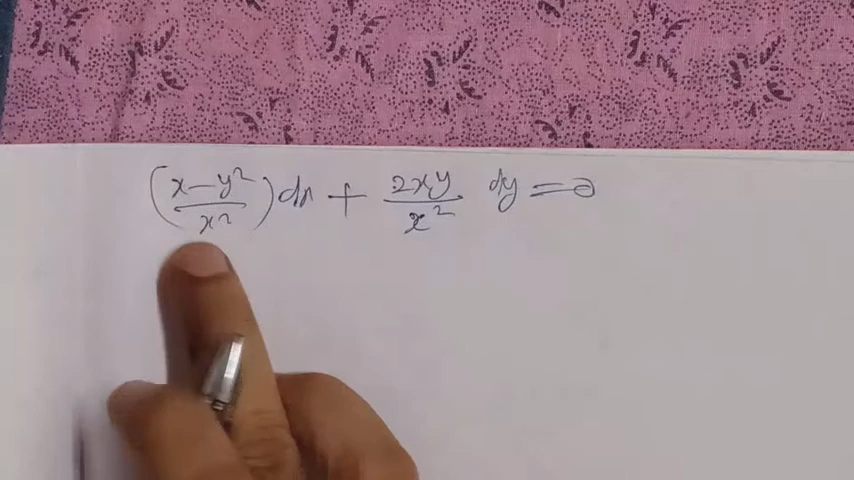 (x-y²/x²)dx + 2xy/x² dy = 0